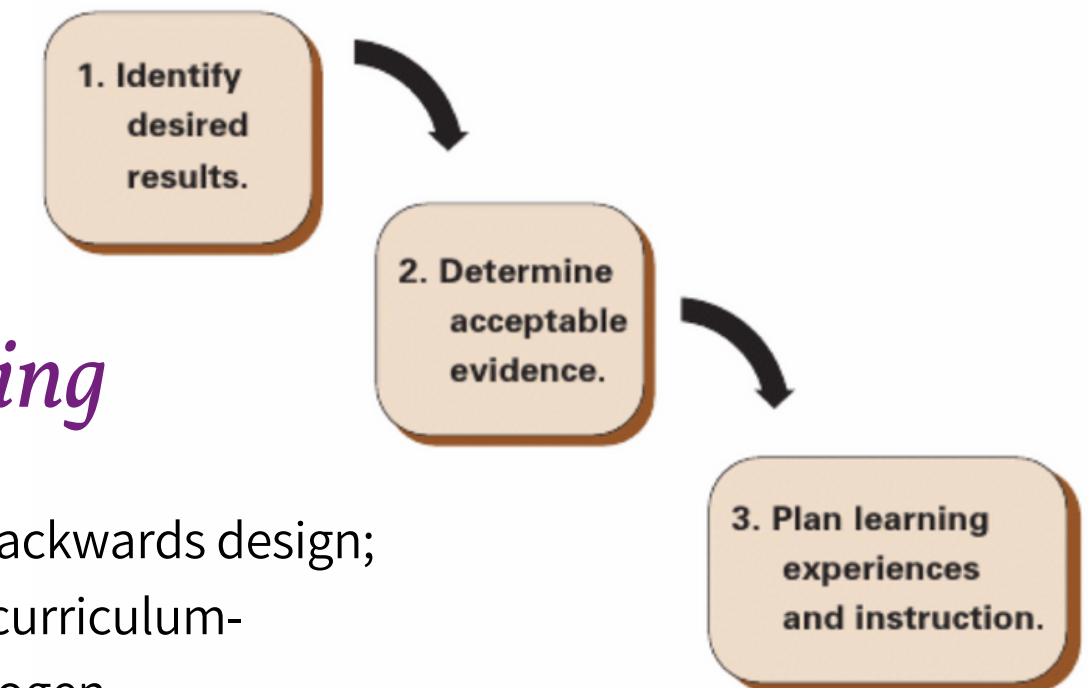 1. Identify
desired
results.
2. Determine
acceptable
evidence.
ing
3. Plan learning
experiences
and instruction.
ackwards design;
curriculum-